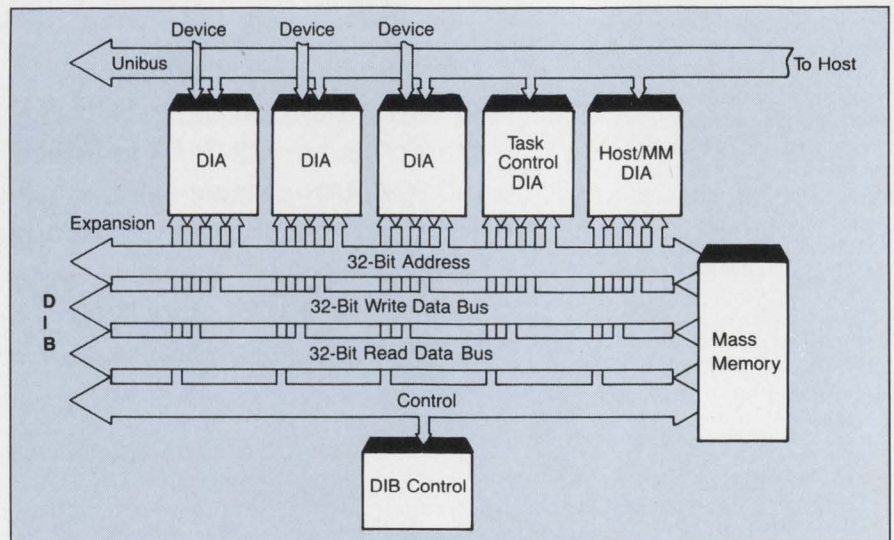 Device Device Device
Unibus To Host
DIA DIA DIA Task Control DIA Host/MM DIA
Expansion
32-Bit Address
DIB
32-Bit Write Data Bus
32-Bit Read Data Bus
Mass Memory
Control
DIB Control